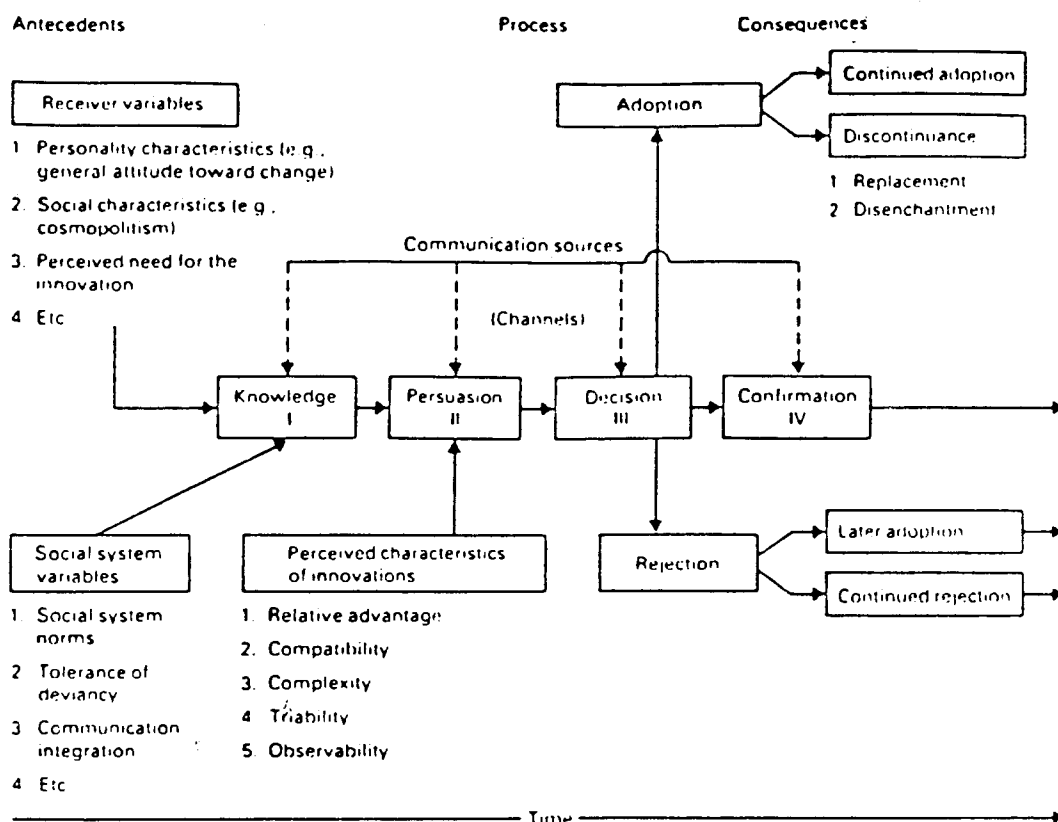 Antecedents
Process
Consequences
Receiver variables
1 Personality characteristics (e.g.,
general attitude toward change)
2. Social characteristics (e.g.,
cosmopolitism)
3. Perceived need for the
innovation
4 Etc
Adoption
Continued adoption
Discontinuance
1 Replacement
2 Disenchantment
Communication sources
(Channels)
Knowledge
I
Persuasion
II
Decision
III
Confirmation
IV
Social system
variables
1. Social system
norms
2 Tolerance of
deviancy
3 Communication
integration
4 Etc
Perceived characteristics
of innovations
1. Relative advantage
2. Compatibility
3. Complexity
4 Triability
5. Observability
Rejection
Later adoption
Continued rejection
Time